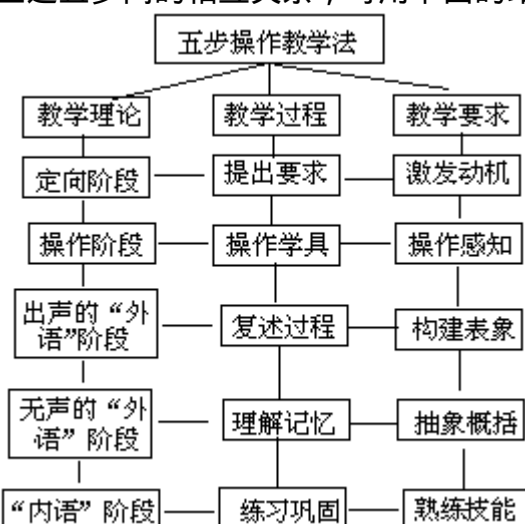 五步操作教学法
教学理论 教学过程 教学要求
定向阶段 提出要求 激发动机
操作阶段 操作学具 操作感知
出声的“外
语”阶段
复述过程 构建表象
无声的“外
语”阶段
理解记忆 抽象概括
“内语”阶段 练习巩固 熟练技能